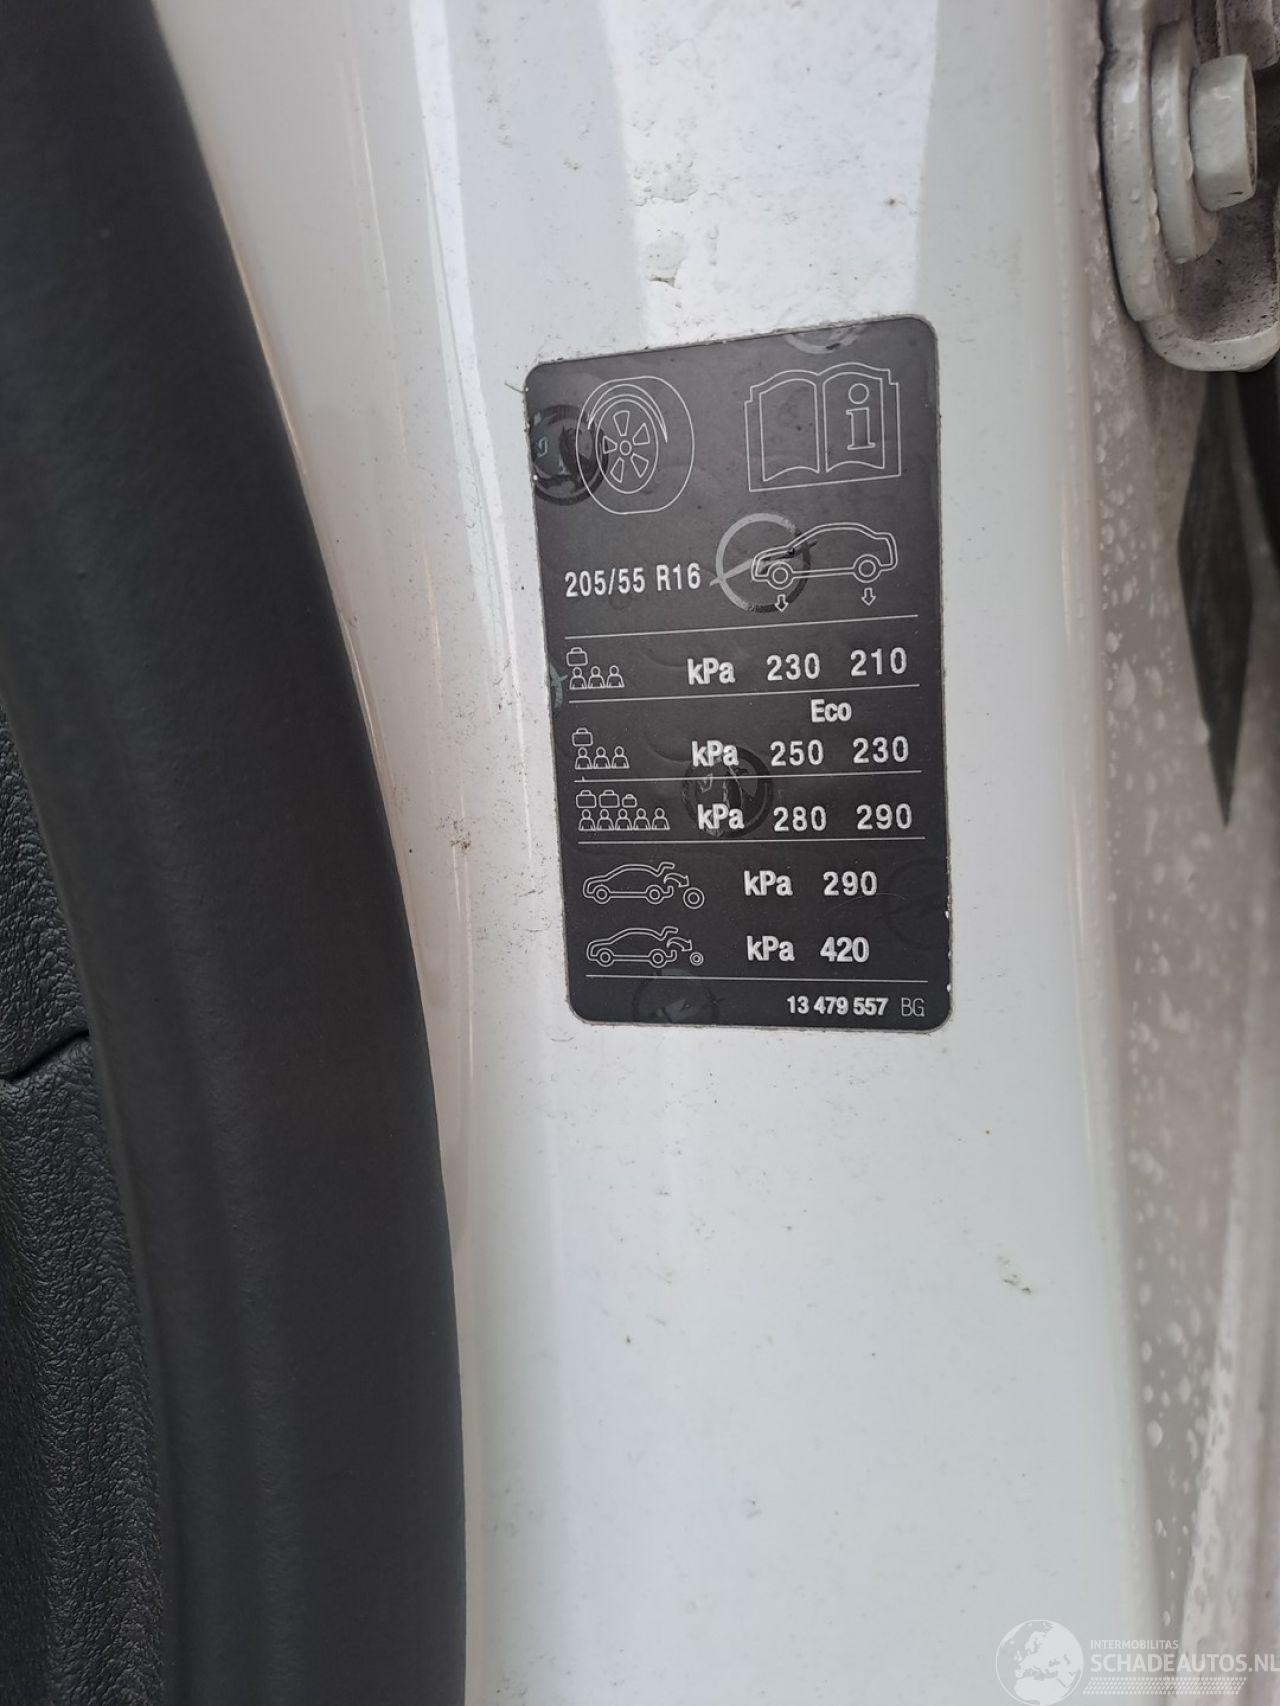 i
205/55 R16
kPa 230 210
Eco
kPa 250 230
kPa 280 290
kPa 290
kPa 420
13 479 557 BG
INTERMOBILITAS
SCHADEAUTOS.NL